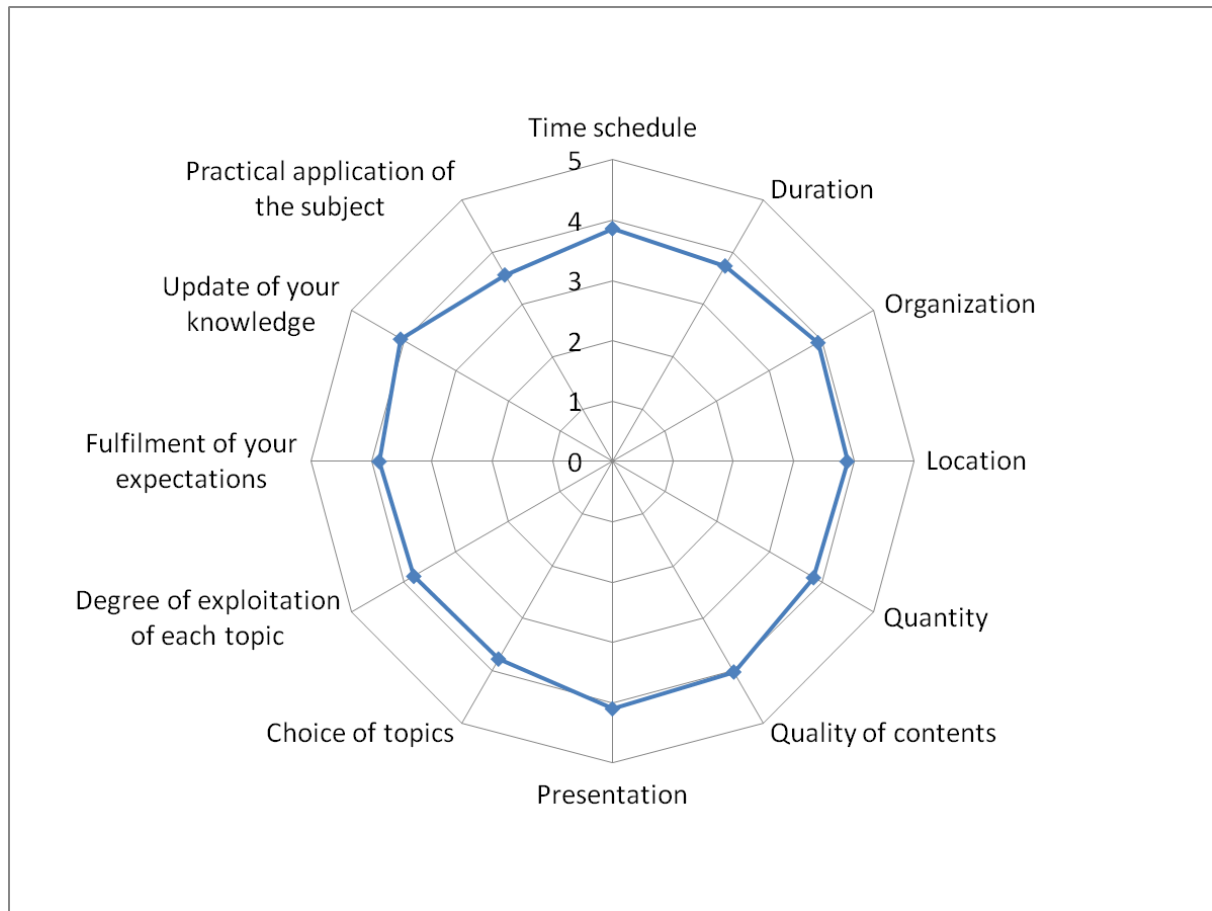 Time schedule
5
Practical application of
the subject
Duration
4
Update of your
knowledge
3
Organization
2
1
Fulfilment of your
expectations
0
Location
Degree of exploitation
of each topic
Quantity
Choice of topics
Quality of contents
Presentation